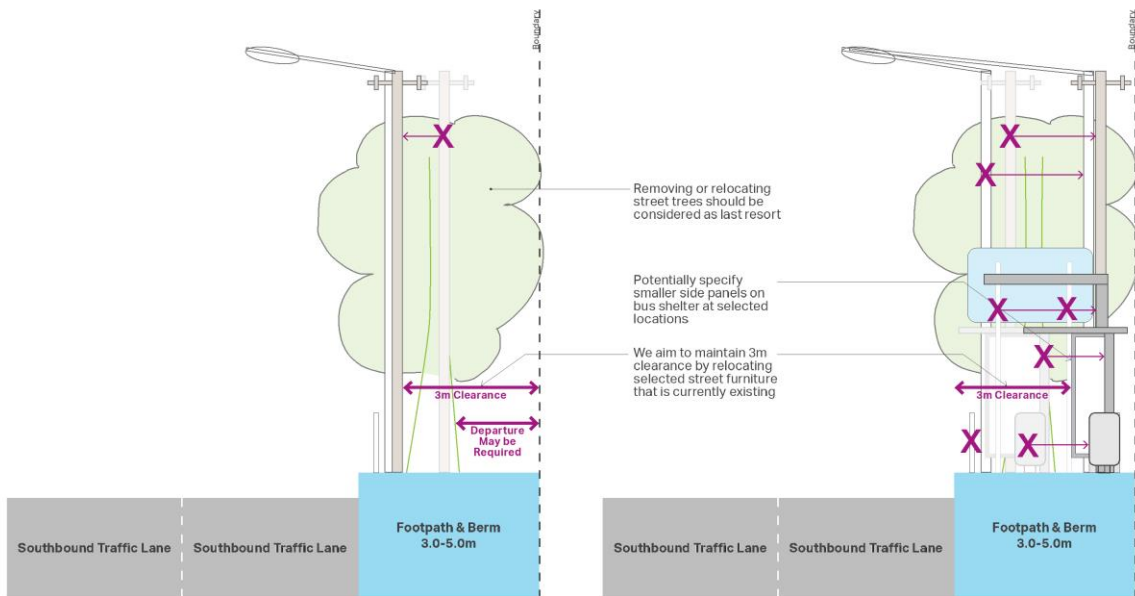 Boundary
Boundary
Removing or relocating
street trees should be
considered as last resort
Potentially specify
smaller side panels on
bus shelter at selected
locations
We aim to maintain 3m
clearance by relocating
selected street furniture
that is currently existing
3m Clearance
Departure
May be
Required
3m Clearance
Southbound Traffic Lane
Southbound Traffic Lane
Footpath & Berm
3.0-5.0m
Southbound Traffic Lane
Southbound Traffic Lane
Footpath & Berm
3.0-5.0m